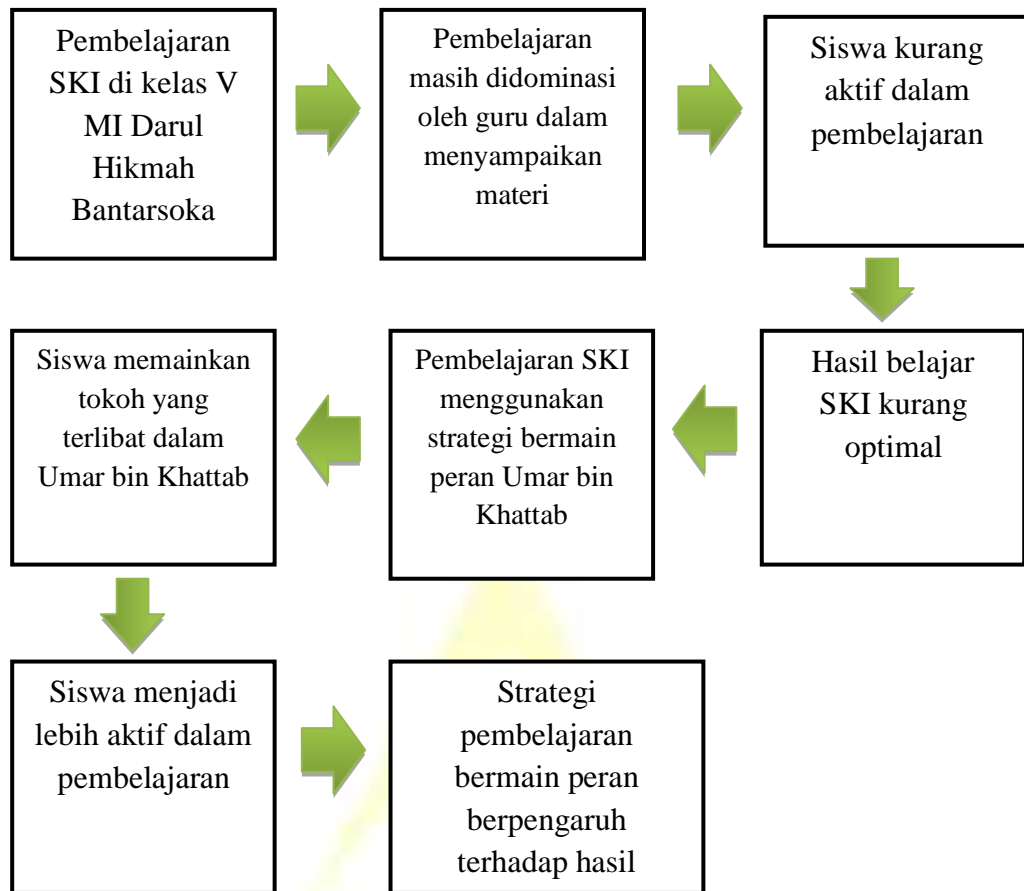 Pembelajaran
SKI di kelas V
MI Darul
Hikmah
Bantarsoka
Pembelajaran
masih didominasi
oleh guru dalam
menyampaikan
materi
Siswa kurang
aktif dalam
pembelajaran
Hasil belajar
SKI kurang
optimal
Pembelajaran SKI
menggunakan
strategi bermain
peran Umar bin
Khattab
Siswa memainkan
tokoh yang
terlibat dalam
Umar bin Khattab
Siswa menjadi
lebih aktif dalam
pembelajaran
Strategi
pembelajaran
bermain peran
berpengaruh
terhadap hasil